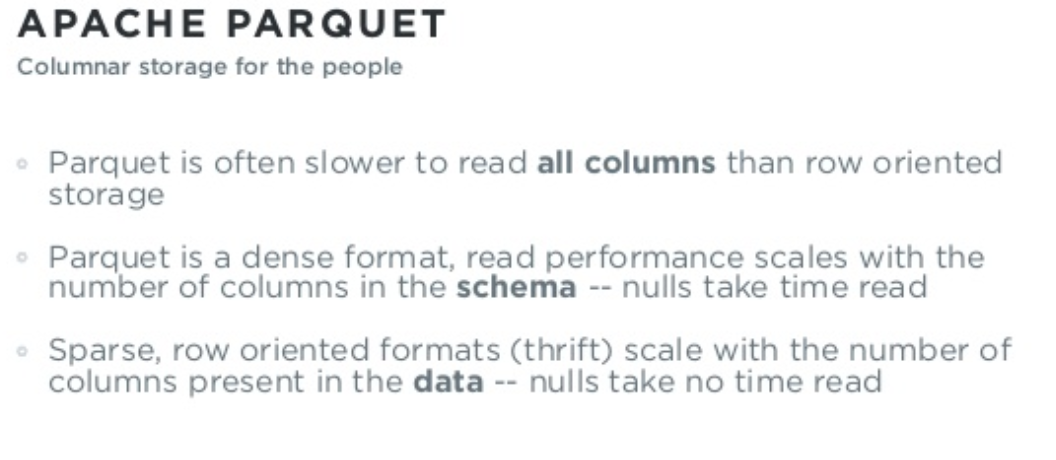 APACHE PARQUET
Columnar storage for the people
Parquet is often slower to read all columns than row oriented
storage
Parquet is a dense format, read performance scales with the
number of columns in the schema -- nulls take time read
Sparse, row oriented formats (thrift) scale with the number of
columns present in the data -- nulls take no time read